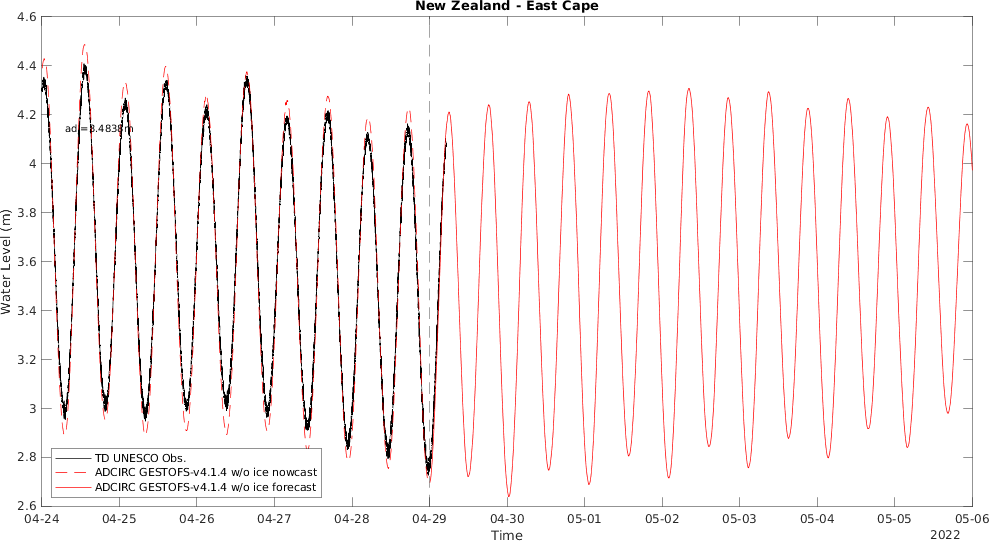 New Zealand - East Cape
Water Level (m)
4.6
4.4
4.2
4
3.8
3.6
3.4
3.2
3
2.8
2.6
adj=3.4838m
TD UNESCO Obs.
ADCIRC GESTOFS-v4.1.4 w/o ice nowcast
ADCIRC GESTOFS-v4.1.4 w/o ice forecast
04-24 04-25 04-26 04-27 04-28 04-29 04-30 05-01 05-02 05-03 05-04 05-05 05-06
Time
2022